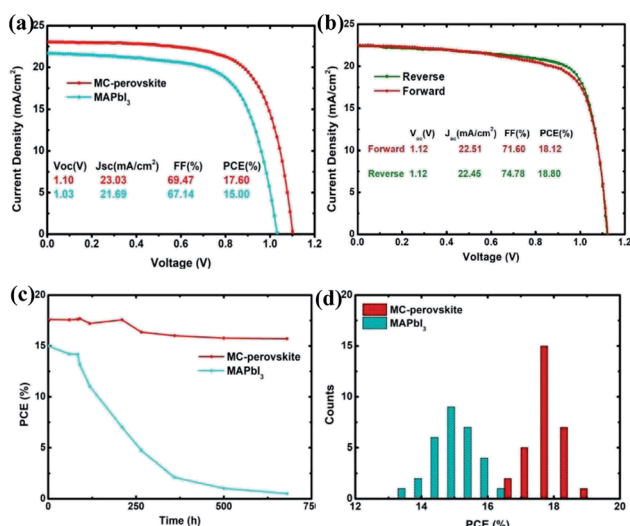 (a)
Current Density (mA/cm²)
25
20
15
10
5
0
MC-perovskite
MAPbI₃
Voc(V) Jsc(mA/cm²) FF(%) PCE(%)
1.10 23.03 69.47 17.60
1.03 21.69 67.14 15.00
0.0 0.2 0.4 0.6 0.8 1.0 1.2
Voltage (V)
(b)
Current Density (mA/cm²)
25
20
15
10
5
0
Reverse
Forward
Voc(V) Jsc(mA/cm²) FF(%) PCE(%)
Forward 1.12 22.51 71.60 18.12
Reverse 1.12 22.45 74.78 18.80
0.0 0.2 0.4 0.6 0.8 1.0 1.2
Voltage (V)
(c)
PCE (%)
20
15
10
5
0
MC-perovskite
MAPbI₃
0 250 500 750
Time (h)
(d)
Counts
20
15
10
5
0
MC-perovskite
MAPbI₃
12 14 16 18 20
PCE (%)